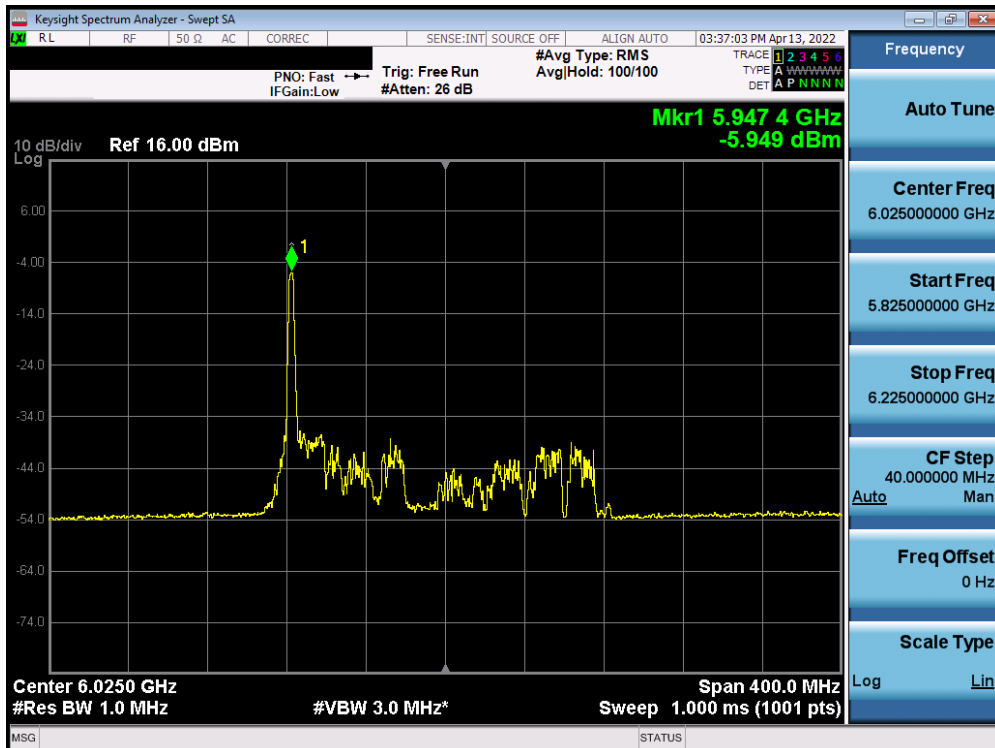 Keysight Spectrum Analyzer - Swept SA
LXI RL RF 50 Ω AC CORREC SENSE:INT SOURCE OFF ALIGN AUTO 03:37:03 PM Apr 13, 2022
#Avg Type: RMS TRACE 1 2 3 4 5 6
PNO: Fast Trig: Free Run Avg|Hold: 100/100 TYPE A WWWWW
IFGain:Low #Atten: 26 dB DET A P N N N N
Mkr1 5.947 4 GHz
-5.949 dBm
10 dB/div Ref 16.00 dBm
Log
1
6.00
-4.00
-14.0
-24.0
-34.0
-44.0
-54.0
-64.0
-74.0
Center 6.0250 GHz Span 400.0 MHz
#Res BW 1.0 MHz #VBW 3.0 MHz* Sweep 1.000 ms (1001 pts)
MSG STATUS
Frequency
Auto Tune
Center Freq
6.025000000 GHz
Start Freq
5.825000000 GHz
Stop Freq
6.225000000 GHz
CF Step
40.000000 MHz
Auto Man
Freq Offset
0 Hz
Scale Type
Log Lin